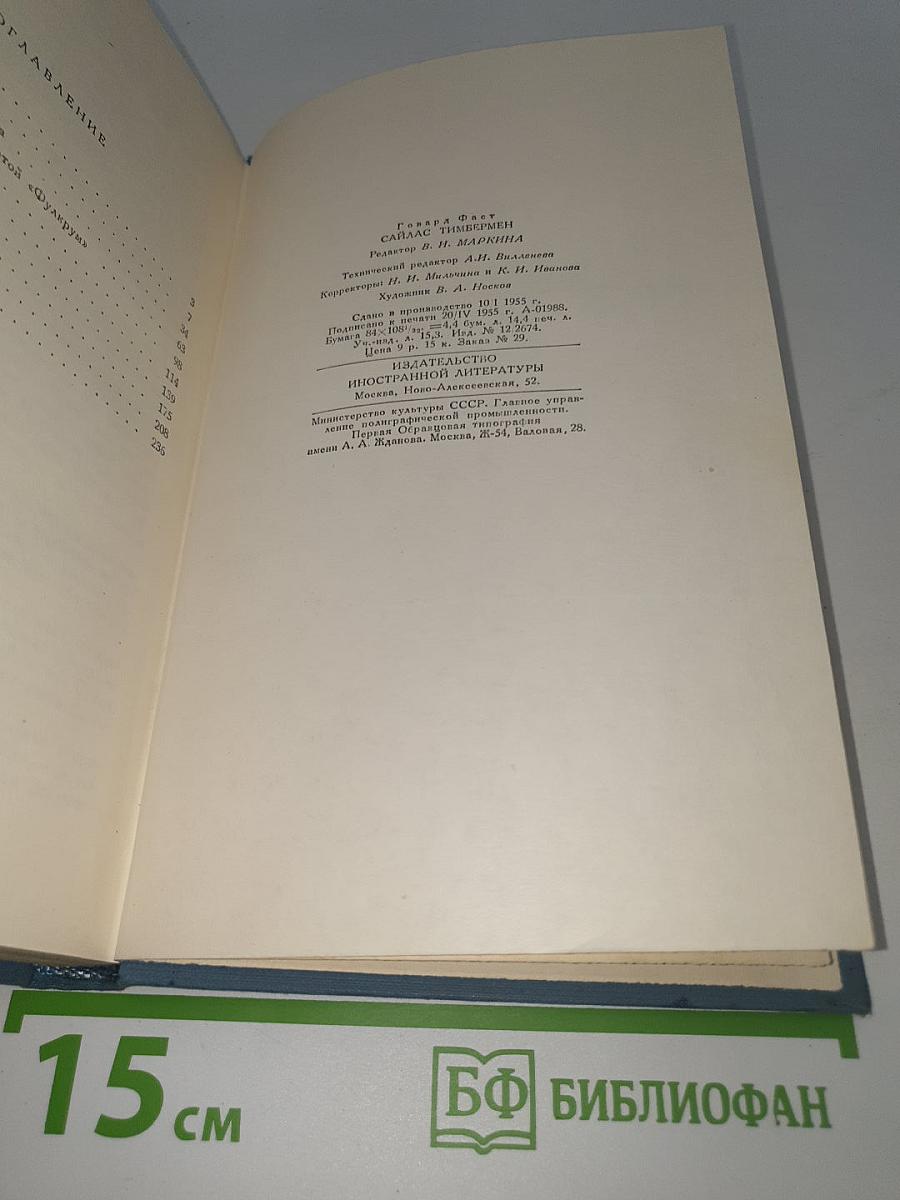 ОГЛАВЛЕНИЕ
«Фулкрум»
3
7
34
63
98
114
139
175
208
236
Говард Фаст
САЙЛАС ТИМБЕРМЕН
Редактор В. И. МАРКИНА
Технический редактор А.И. Вилленева
Корректоры: Н. И. Мильчина и К. И. Иванова
Художник В. А. Носков
Сдано в производство 10/I 1955 г.
Подписано к печати 20/IV 1955 г. А-01988.
Бумага 84×108¹/₃₂; =4,4 бум. л. 14,4 печ. л.
Уч.-изд. л. 15,3. Изд. № 12/2674.
Цена 9 р. 15 к. Заказ № 29.
ИЗДАТЕЛЬСТВО
ИНОСТРАННОЙ ЛИТЕРАТУРЫ
Москва, Ново-Алексеевская, 52.
Министерство культуры СССР. Главное управ-
ление полиграфической промышленности.
Первая Образцовая типография
имени А. А. Жданова. Москва, Ж-54, Валовая, 28.
15 см
БФ БИБЛИОФАН